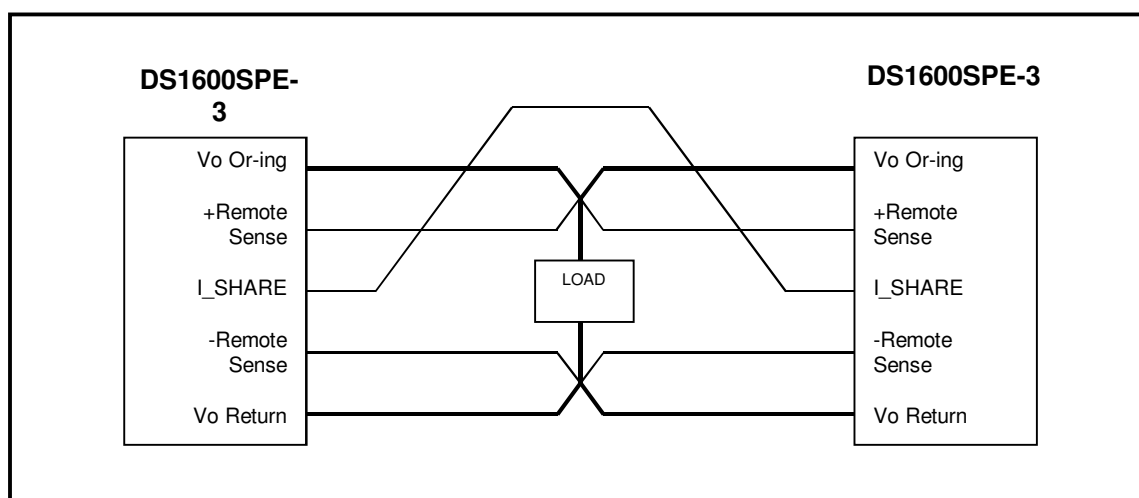 DS1600SPE-
3
Vo Or-ing
+Remote
Sense
I_SHARE
-Remote
Sense
Vo Return
LOAD
DS1600SPE-3
Vo Or-ing
+Remote
Sense
I_SHARE
-Remote
Sense
Vo Return